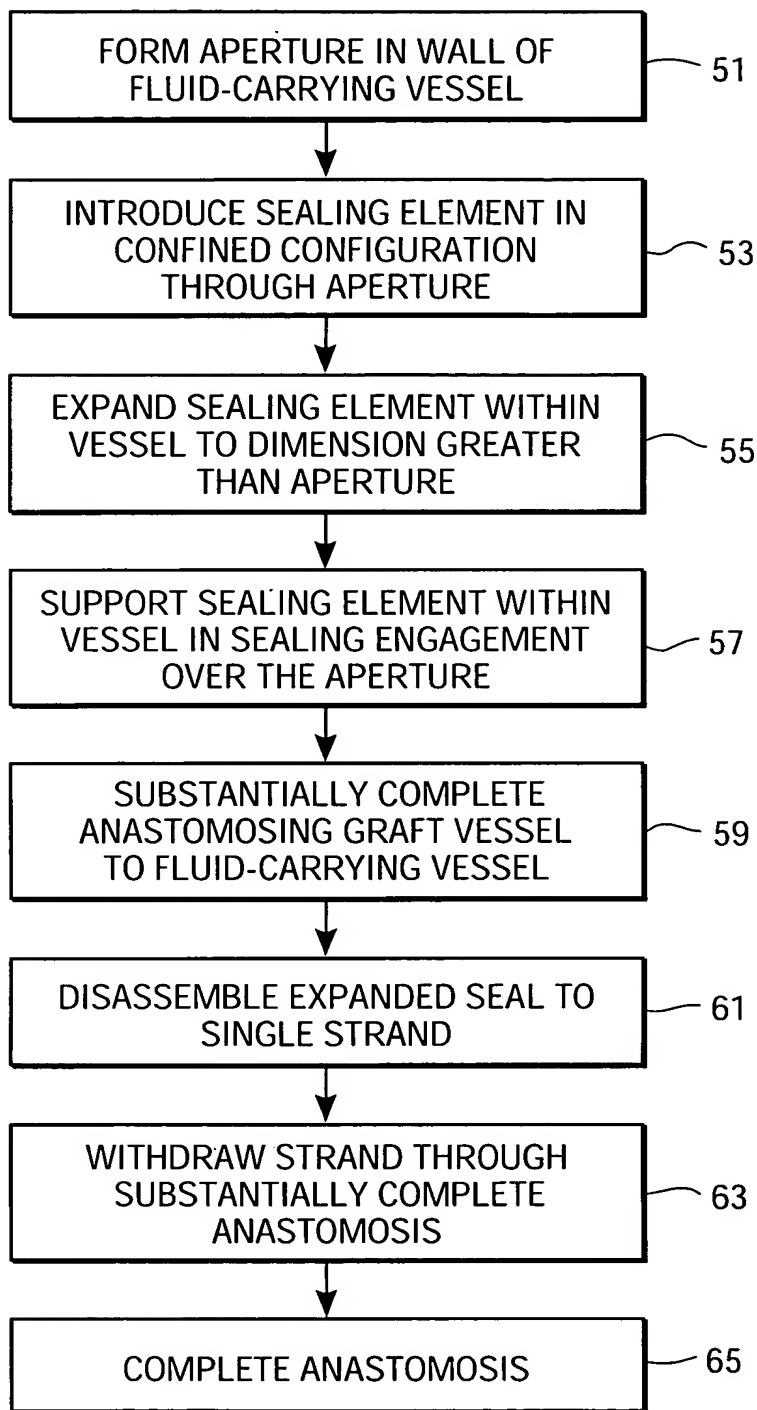 FORM APERTURE IN WALL OF
FLUID-CARRYING VESSEL
51
INTRODUCE SEALING ELEMENT IN
CONFINED CONFIGURATION
THROUGH APERTURE
53
EXPAND SEALING ELEMENT WITHIN
VESSEL TO DIMENSION GREATER
THAN APERTURE
55
SUPPORT SEALING ELEMENT WITHIN
VESSEL IN SEALING ENGAGEMENT
OVER THE APERTURE
57
SUBSTANTIALLY COMPLETE
ANASTOMOSING GRAFT VESSEL
TO FLUID-CARRYING VESSEL
59
DISASSEMBLE EXPANDED SEAL TO
SINGLE STRAND
61
WITHDRAW STRAND THROUGH
SUBSTANTIALLY COMPLETE
ANASTOMOSIS
63
COMPLETE ANASTOMOSIS
65